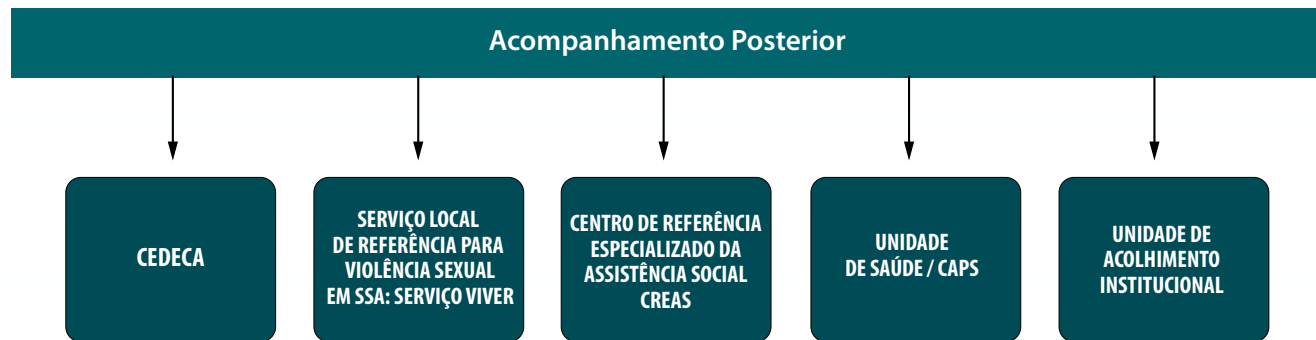 Acompanhamento Posterior
CEDECA
SERVIÇO LOCAL
DE REFERÊNCIA PARA
VIOLÊNCIA SEXUAL
EM SSA: SERVIÇO VIVER
CENTRO DE REFERÊNCIA
ESPECIALIZADO DA
ASSISTÊNCIA SOCIAL
CREAS
UNIDADE
DE SAÚDE / CAPS
UNIDADE DE
ACOLHIMENTO
INSTITUCIONAL